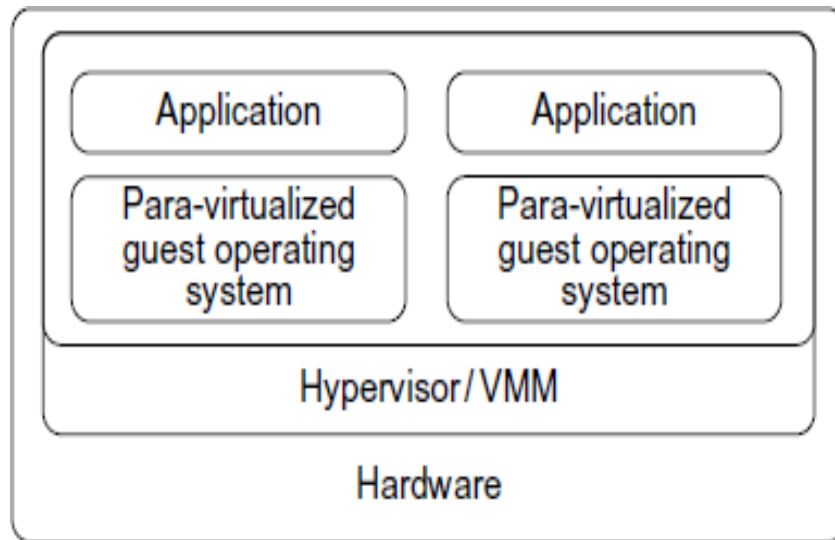 Application
Application
Para-virtualized
guest operating
system
Para-virtualized
guest operating
system
Hypervisor/ VMM
Hardware